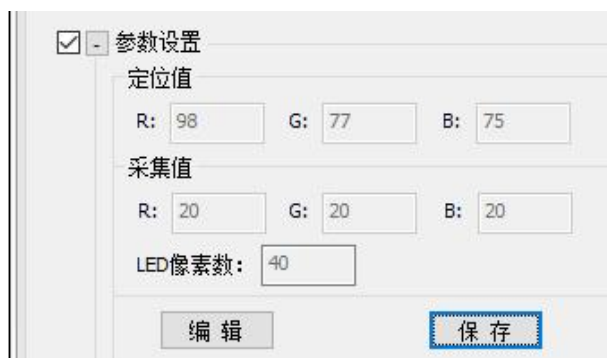 - 参数设置
定位值
R: 98 G: 77 B: 75
采集值
R: 20 G: 20 B: 20
LED像素数: 40
编 辑 保 存